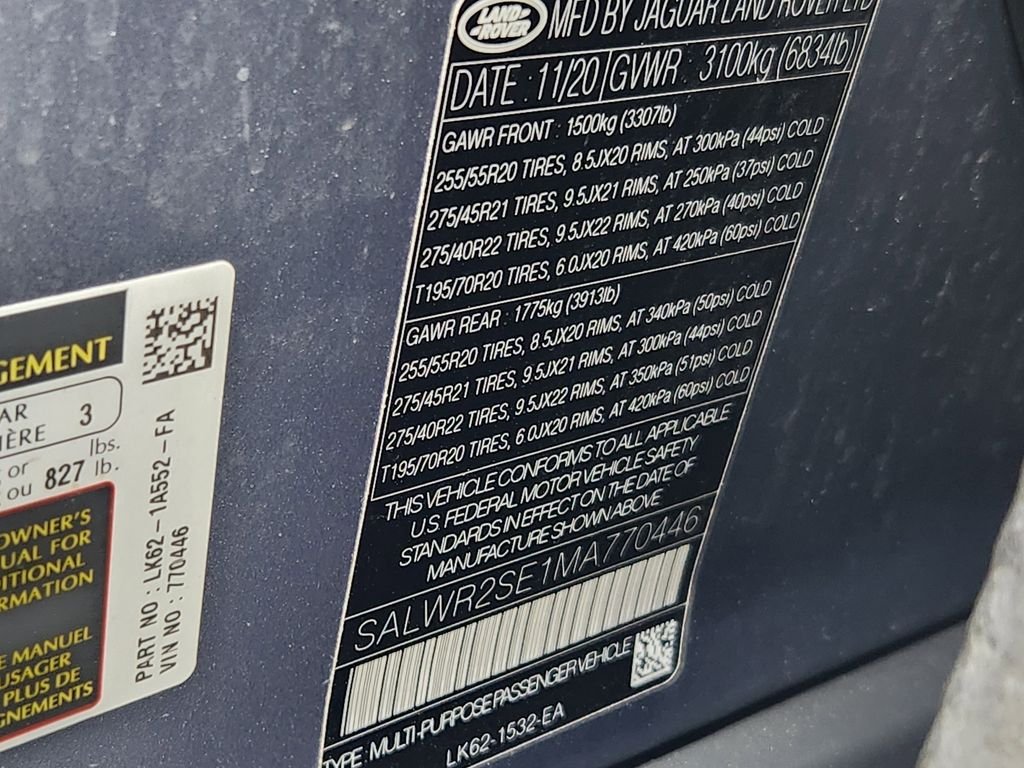 LAND ROVER
MFD BY JAGUAR LAND ROVER LTD
DATE : 11/20 GVWR : 3100kg (6834lb)
GAWR FRONT : 1500kg (3307lb)
255/55R20 TIRES, 8.5JX20 RIMS, AT 300kPa (44psi) COLD
275/45R21 TIRES, 9.5JX21 RIMS, AT 250kPa (37psi) COLD
275/40R22 TIRES, 9.5JX22 RIMS, AT 270kPa (40psi) COLD
T195/70R20 TIRES, 6.0JX20 RIMS, AT 420kPa (60psi) COLD
GAWR REAR : 1775kg (3913lb)
255/55R20 TIRES, 8.5JX20 RIMS, AT 340kPa (50psi) COLD
275/45R21 TIRES, 9.5JX21 RIMS, AT 300kPa (44psi) COLD
275/40R22 TIRES, 9.5JX22 RIMS, AT 350kPa (51psi) COLD
T195/70R20 TIRES, 6.0JX20 RIMS, AT 420kPa (60psi) COLD
THIS VEHICLE CONFORMS TO ALL APPLICABLE
U.S. FEDERAL MOTOR VEHICLE SAFETY
STANDARDS IN EFFECT ON THE DATE OF
MANUFACTURE SHOWN ABOVE
SALWR2SE1MA770446
TYPE: MULTI-PURPOSE PASSENGER VEHICLE
LK62-1532-EA
GEMENT
AR 3
IÈRE
or lbs.
ou 827 lb.
OWNER'S
UAL FOR
DITIONAL
RMATION
E MANUEL
USAGER
PLUS DE
GNEMENTS
PART NO : LK62-1A552-FA
VIN NO : 770446